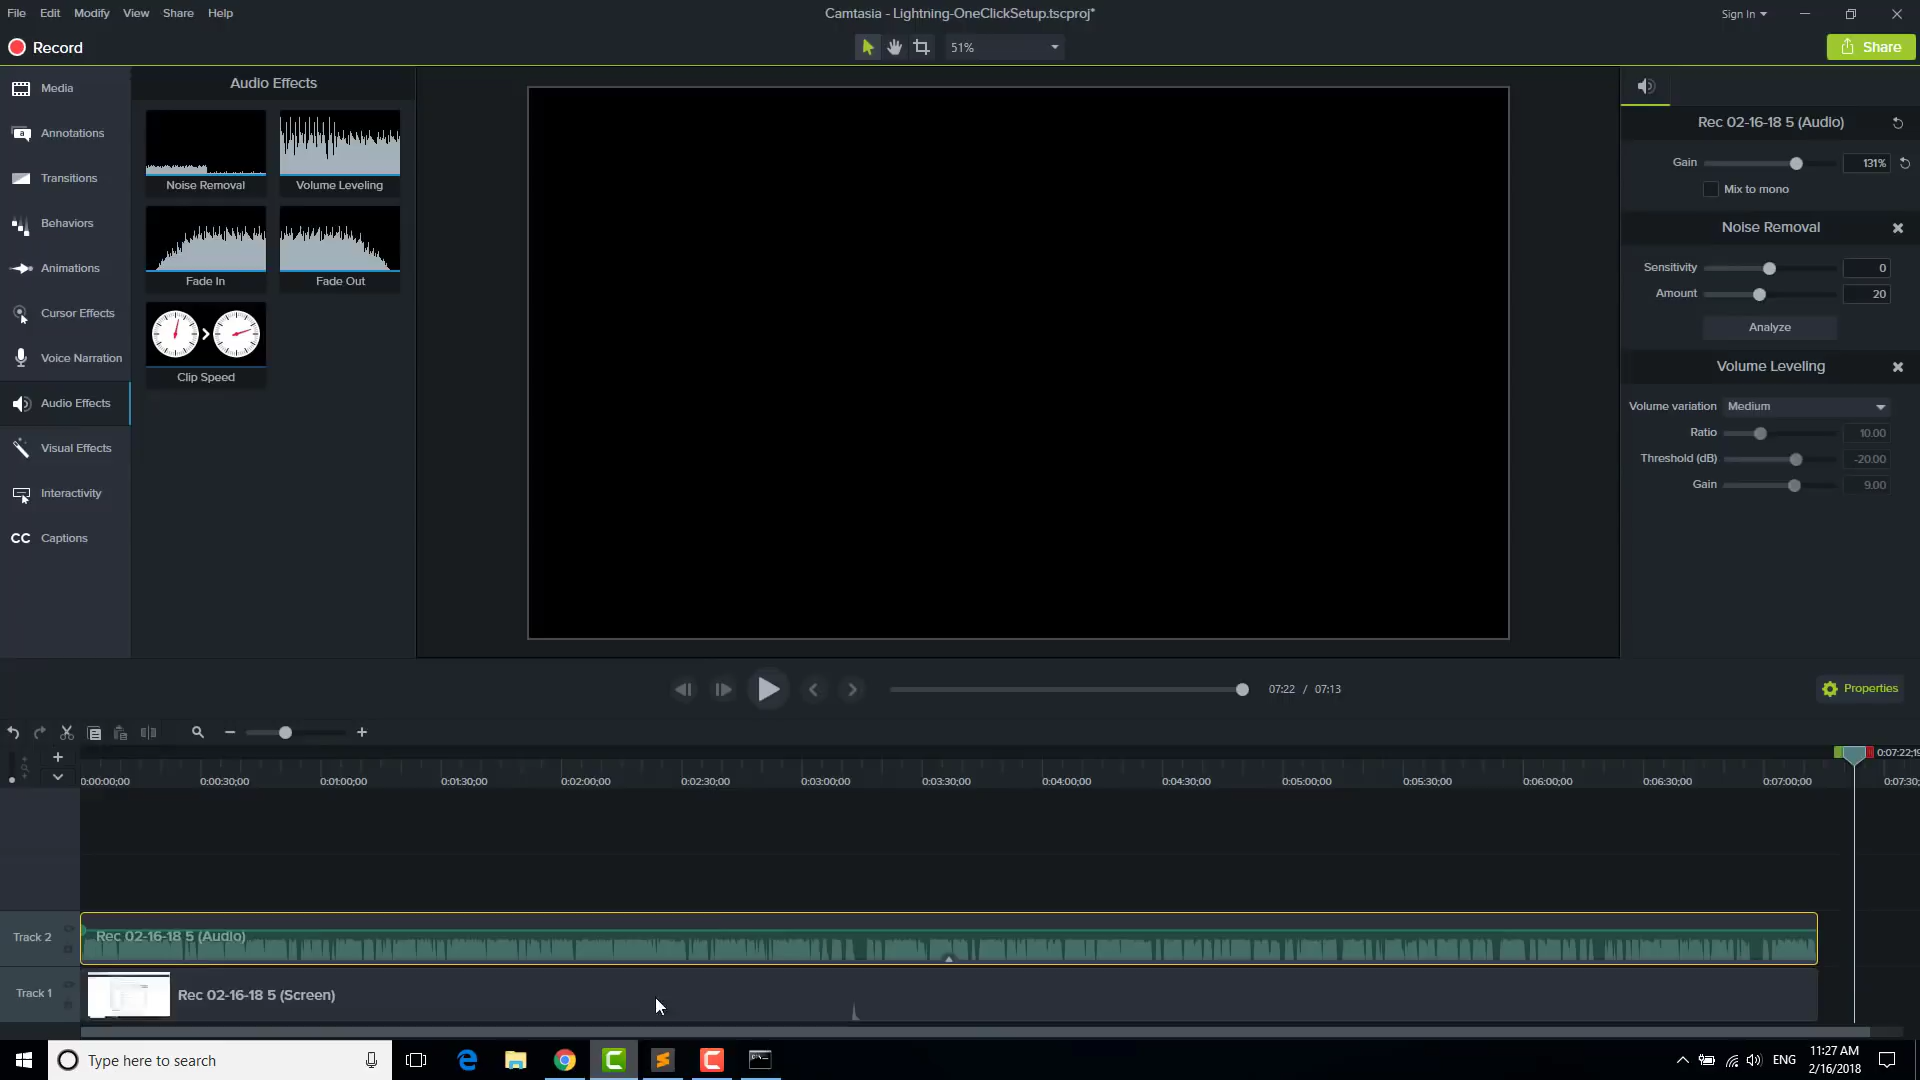 File Edit Modify View Share Help
Camtasia - Lightning-OneClickSetup.tscproj*
Sign In
Record
51%
Share
Media
Annotations
Transitions
Behaviors
Animations
Cursor Effects
Voice Narration
Audio Effects
Visual Effects
Interactivity
CC Captions
Audio Effects
Noise Removal
Volume Leveling
Fade In
Fade Out
Clip Speed
Rec 02-16-18 5 (Audio)
Gain 131%
Mix to mono
Noise Removal
Sensitivity 0
Amount 20
Analyze
Volume Leveling
Volume variation Medium
Ratio 10.00
Threshold (dB) -20.00
Gain 9.00
07:22 / 07:13
Properties
0:07:22;19
0:00:00;00 0:00:30;00 0:01:00;00 0:01:30;00 0:02:00;00 0:02:30;00 0:03:00;00 0:03:30;00 0:04:00;00 0:04:30;00 0:05:00;00 0:05:30;00 0:06:00;00 0:06:30;00 0:07:00;00 0:07:30;
Track 2
Rec 02-16-18 5 (Audio)
Track 1
Rec 02-16-18 5 (Screen)
Type here to search
ENG
11:27 AM
2/16/2018